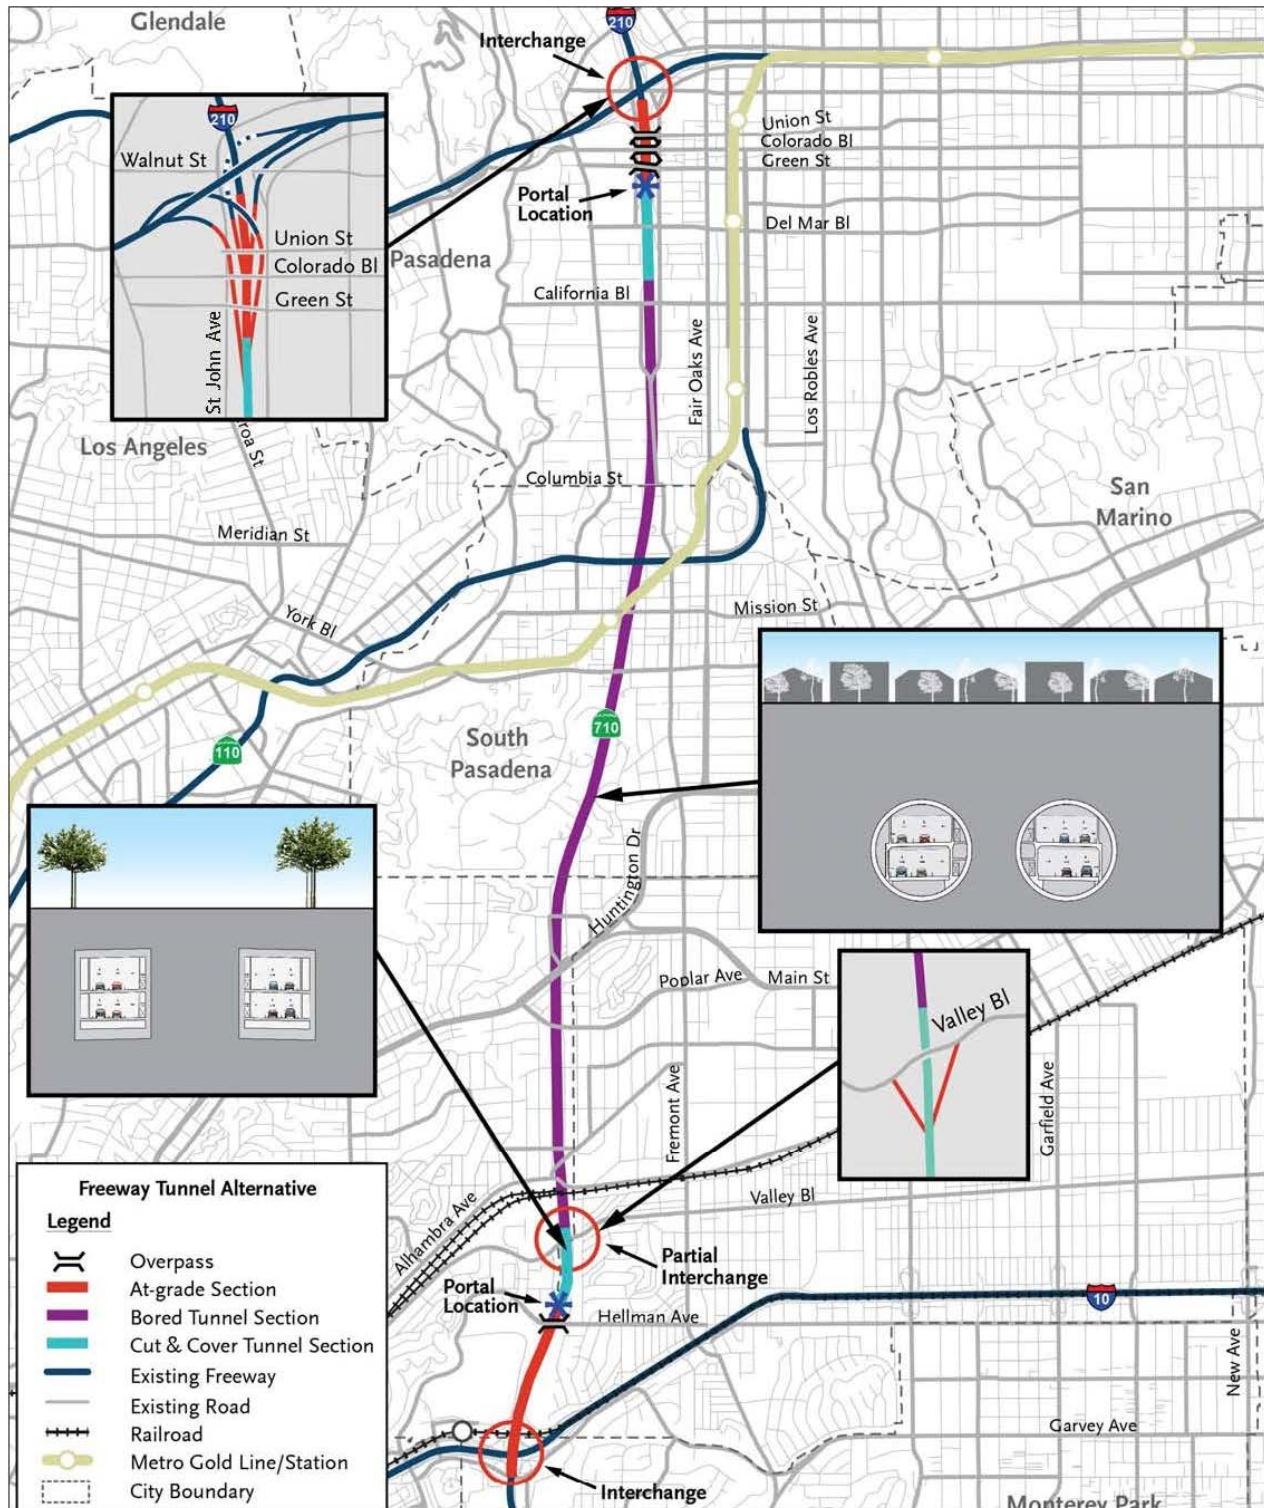 Glendale
210
Interchange
210
Walnut St
Union St
Colorado Bl
Green St
St. John Ave
Union St
Colorado Bl
Green St
Portal
Location
Del Mar Bl
Pasadena
California Bl
Fair Oaks Ave
Los Robles Ave
Los Angeles
roa St
Columbia St
San
Marino
Meridian St
York Bl
Mission St
110
South
Pasadena
710
Huntington Dr
Poplar Ave
Main St
Valley Bl
Fremont Ave
Garfield Ave
Alhambra Ave
Valley Bl
Partial
Interchange
Portal
Location
Hellman Ave
10
New Ave
Garvey Ave
Interchange
Monterey Park
Freeway Tunnel Alternative
Legend
Overpass
At-grade Section
Bored Tunnel Section
Cut & Cover Tunnel Section
Existing Freeway
Existing Road
Railroad
Metro Gold Line/Station
City Boundary